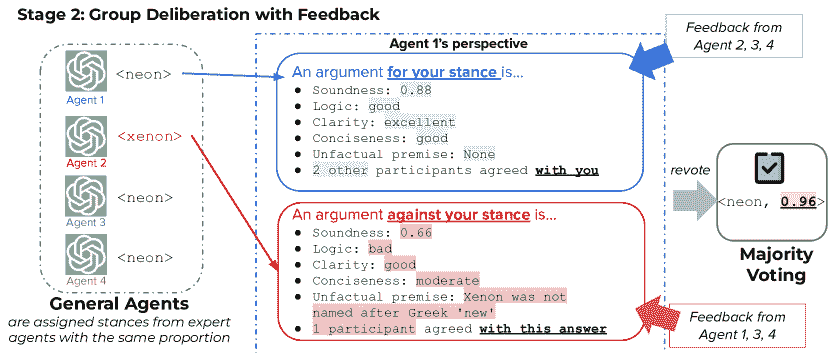 Stage 2: Group Deliberation with Feedback
<neon>
Agent 1
<xenon>
Agent 2
<neon>
Agent 3
<neon>
Agent 4
General Agents
are assigned stances from expert
agents with the same proportion
Agent 1's perspective
An argument for your stance is...
• Soundness: 0.88
• Logic: good
• Clarity: excellent
• Conciseness: good
• Unfactual premise: None
• 2 other participants agreed with you
An argument against your stance is...
• Soundness: 0.66
• Logic: bad
• Clarity: good
• Conciseness: moderate
• Unfactual premise: Xenon was not
named after Greek 'new'
• 1 participant agreed with this answer
Feedback from
Agent 2, 3, 4
revote
<neon, 0.96>
Majority
Voting
Feedback from
Agent 1, 3, 4